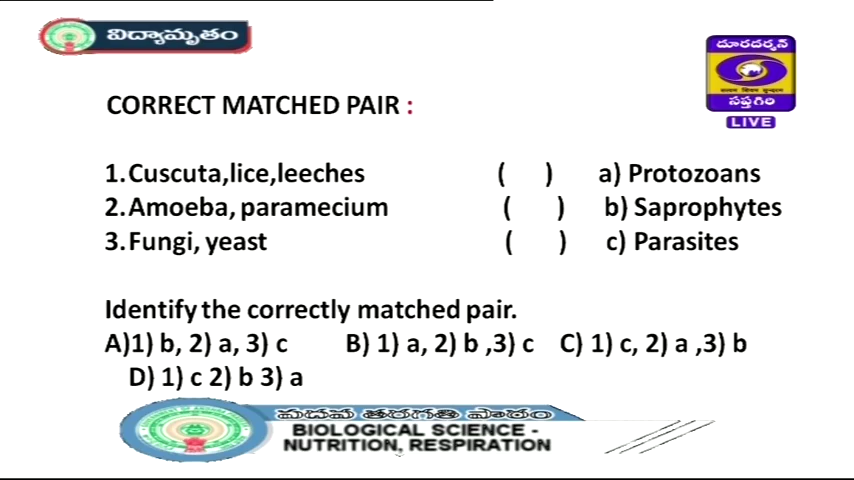 విద్యామృతం
దూరదర్శన్
సప్తగిరి
LIVE
CORRECT MATCHED PAIR :
1.Cuscuta,lice,leeches ( ) a) Protozoans
2.Amoeba, paramecium ( ) b) Saprophytes
3.Fungi, yeast ( ) c) Parasites
Identify the correctly matched pair.
A)1) b, 2) a, 3) c B) 1) a, 2) b ,3) c C) 1) c, 2) a ,3) b
D) 1) c 2) b 3) a
పదవ తరగతి పాఠం
BIOLOGICAL SCIENCE -
NUTRITION, RESPIRATION